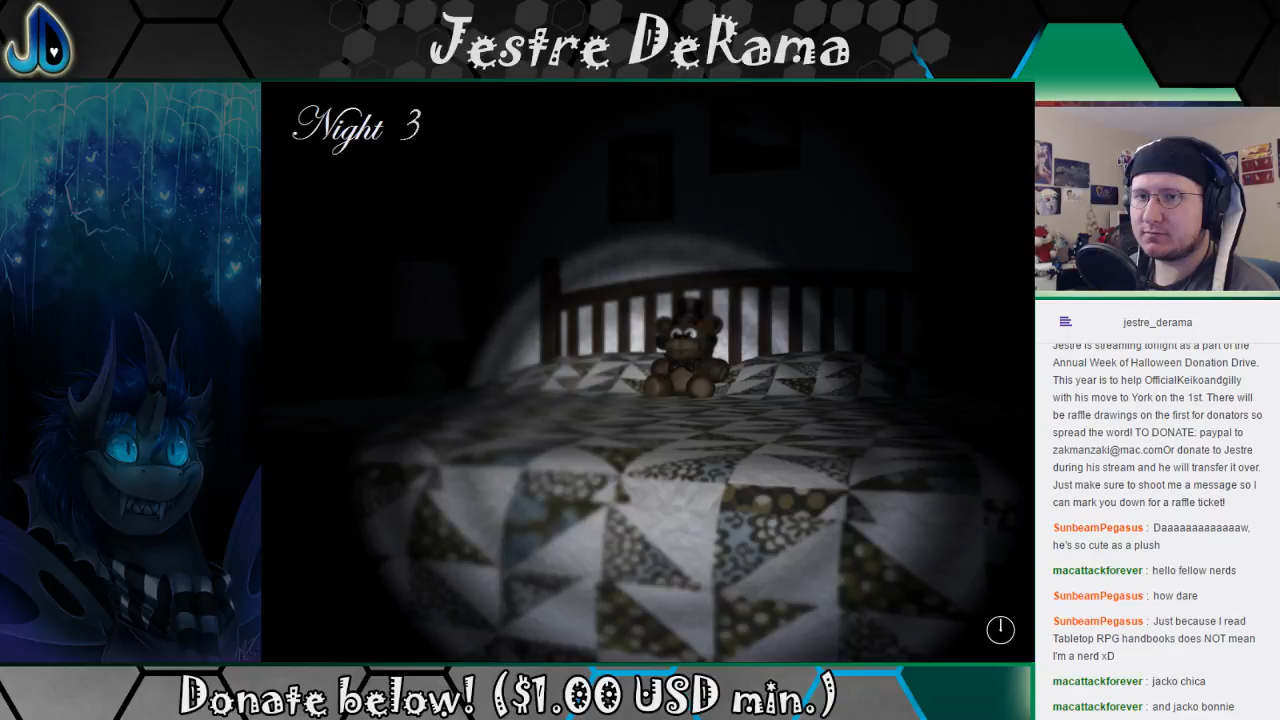 JD
Jestre DeRama
Night 3
jestre_derama
Jestre is streaming tonight as a part of the
Annual Week of Halloween Donation Drive.
This year is to help OfficialKeikoandgilly
with his move to York on the 1st. There will
be raffle drawings on the first for donators so
spread the word! TO DONATE: paypal to
zakmanzaki@mac.comOr donate to Jestre
during his stream and he will transfer it over.
Just make sure to shoot me a message so I
can mark you down for a raffle ticket!
SunbeamPegasus : Daaaaaaaaaaaaaw,
he's so cute as a plush
macattackforever : hello fellow nerds
SunbeamPegasus : how dare
SunbeamPegasus : Just because I read
Tabletop RPG handbooks does NOT mean
I'm a nerd xD
macattackforever : jacko chica
macattackforever : and jacko bonnie
Donate below! ($1.00 USD min.)